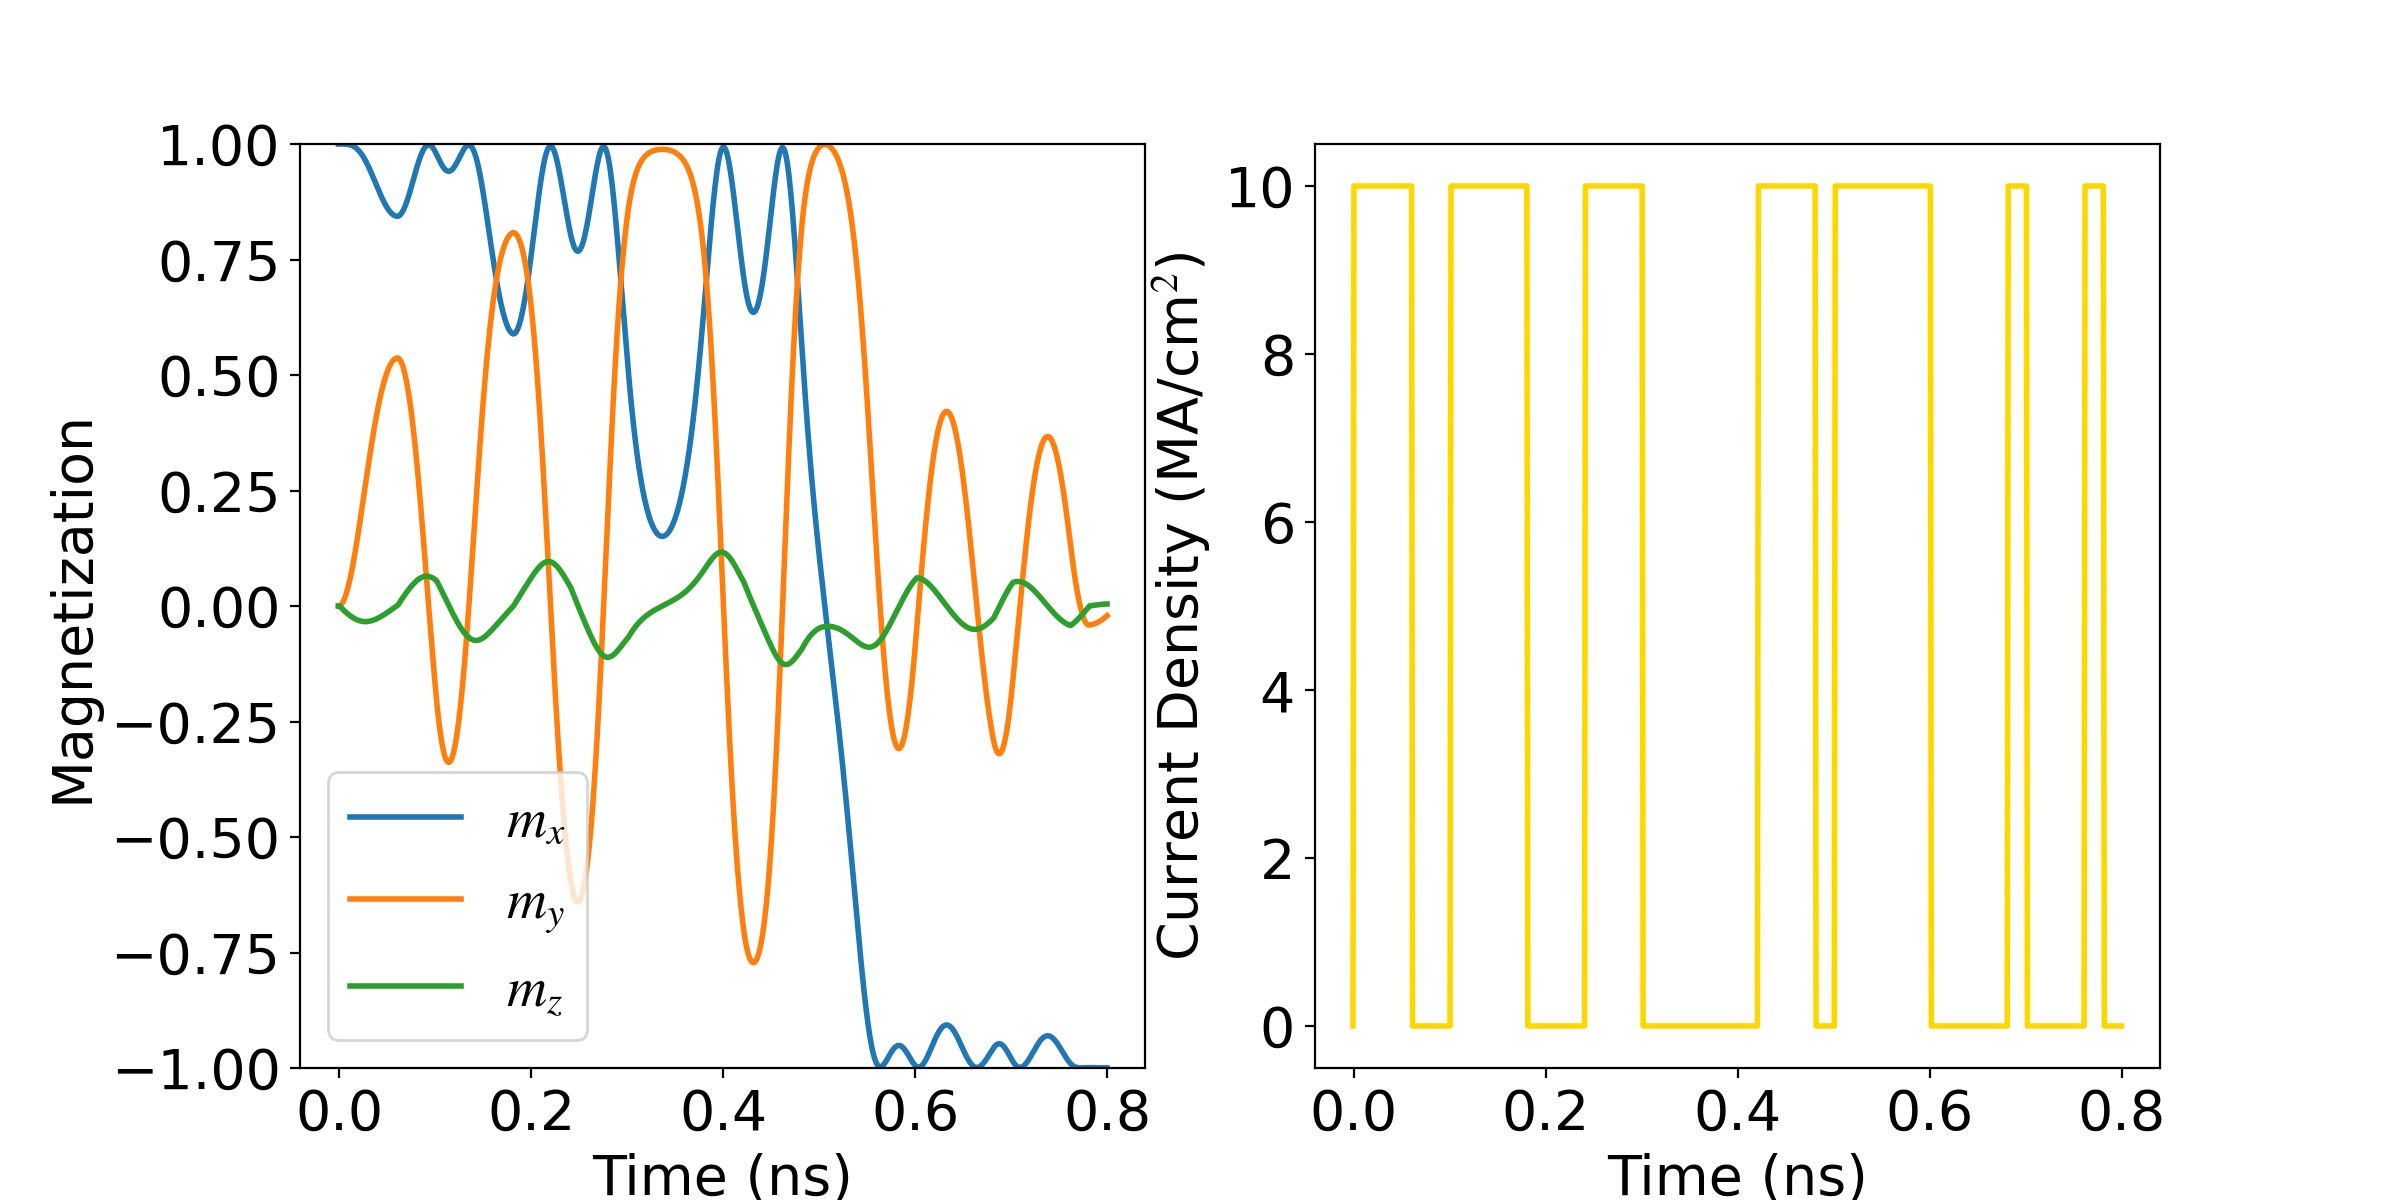 1.00
0.75
0.50
0.25
0.00
−0.25
−0.50
−0.75
−1.00
Magnetization
m_x
m_y
m_z
0.0 0.2 0.4 0.6 0.8
Time (ns)
10
8
6
4
2
0
Current Density (MA/cm²)
0.0 0.2 0.4 0.6 0.8
Time (ns)